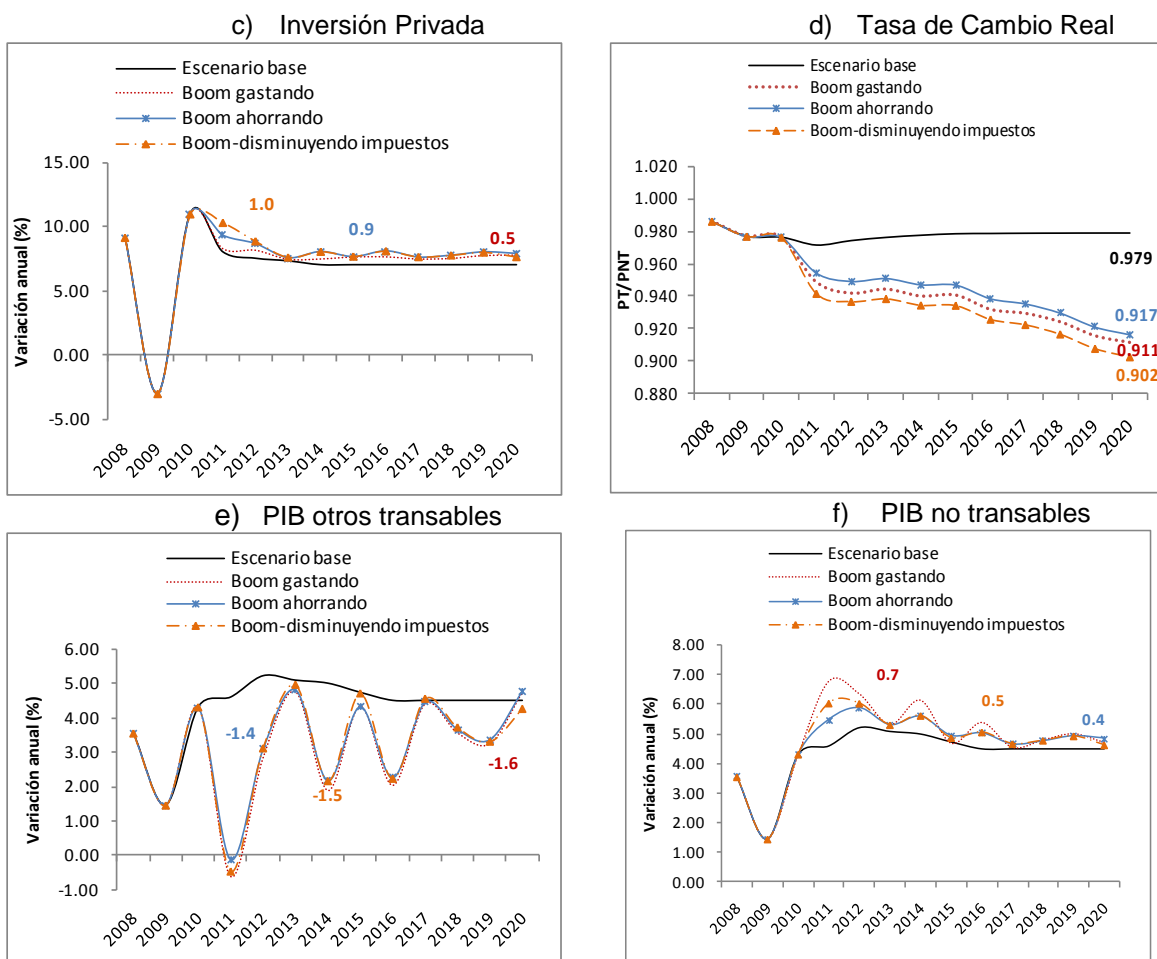 c) Inversión Privada
Escenario base
Boom gastando
Boom ahorrando
Boom-disminuyendo impuestos
Variación anual (%)
15.00
10.00
5.00
0.00
-5.00
1.0
0.9
0.5
2008 2009 2010 2011 2012 2013 2014 2015 2016 2017 2018 2019 2020
d) Tasa de Cambio Real
Escenario base
Boom gastando
Boom ahorrando
Boom-disminuyendo impuestos
PT/PNT
1.020
1.000
0.980
0.960
0.940
0.920
0.900
0.880
0.979
0.917
0.911
0.902
2008 2009 2010 2011 2012 2013 2014 2015 2016 2017 2018 2019 2020
e) PIB otros transables
Escenario base
Boom gastando
Boom ahorrando
Boom-disminuyendo impuestos
Variación anual (%)
6.00
5.00
4.00
3.00
2.00
1.00
0.00
-1.00
-1.4
-1.5
-1.6
2008 2009 2010 2011 2012 2013 2014 2015 2016 2017 2018 2019 2020
f) PIB no transables
Escenario base
Boom gastando
Boom ahorrando
Boom-disminuyendo impuestos
Variación anual (%)
8.00
7.00
6.00
5.00
4.00
3.00
2.00
1.00
0.00
0.7
0.5
0.4
2008 2009 2010 2011 2012 2013 2014 2015 2016 2017 2018 2019 2020